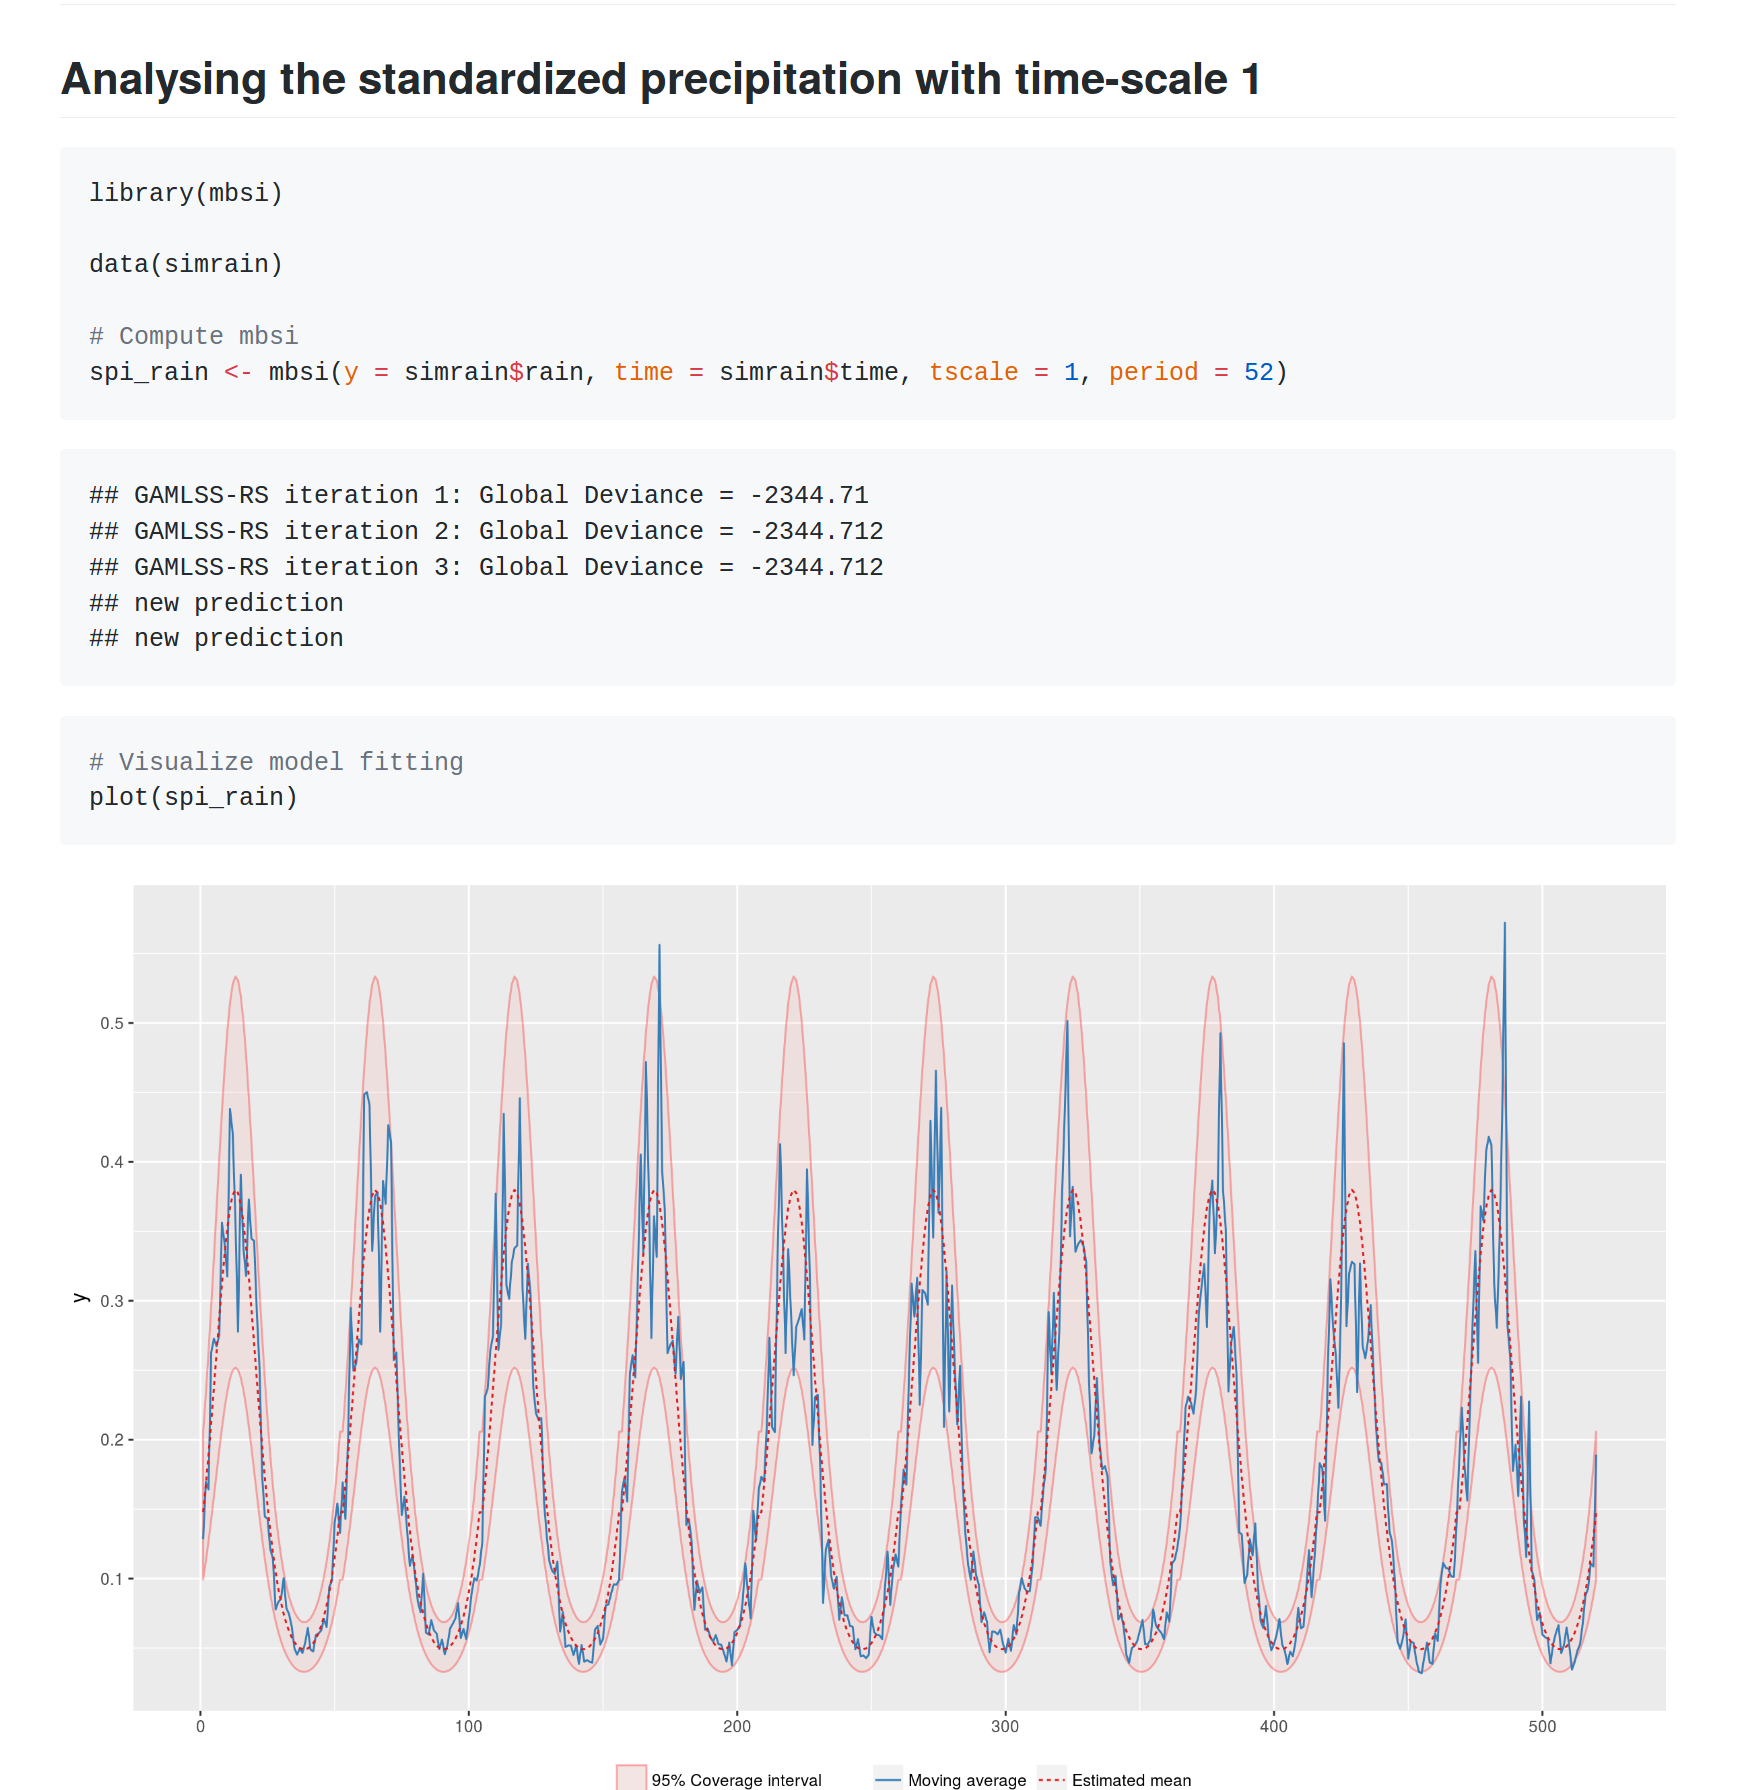 Analysing the standardized precipitation with time-scale 1
library(mbsi)
data(simrain)
# Compute mbsi
spi_rain <- mbsi(y = simrain$rain, time = simrain$time, tscale = 1, period = 52)
## GAMLSS-RS iteration 1: Global Deviance = -2344.71
## GAMLSS-RS iteration 2: Global Deviance = -2344.712
## GAMLSS-RS iteration 3: Global Deviance = -2344.712
## new prediction
## new prediction
# Visualize model fitting
plot(spi_rain)
0.5
0.4
y
0.3
0.2
0.1
0 100 200 300 400 500
95% Coverage interval Moving average Estimated mean